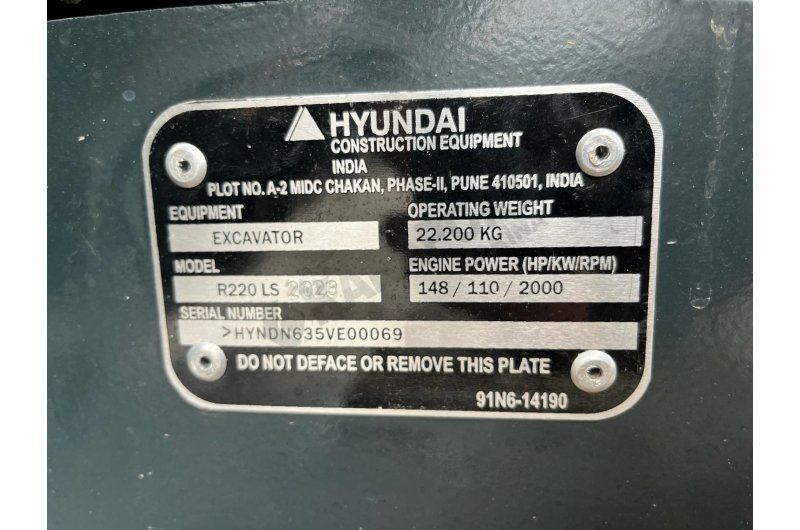 HYUNDAI
CONSTRUCTION EQUIPMENT
INDIA
PLOT NO. A-2 MIDC CHAKAN, PHASE-II, PUNE 410501, INDIA
EQUIPMENT
EXCAVATOR
OPERATING WEIGHT
22.200 KG
MODEL
R220 LS 2023
ENGINE POWER (HP/KW/RPM)
148 / 110 / 2000
SERIAL NUMBER
>HYNDN635VE00069
DO NOT DEFACE OR REMOVE THIS PLATE
91N6-14190